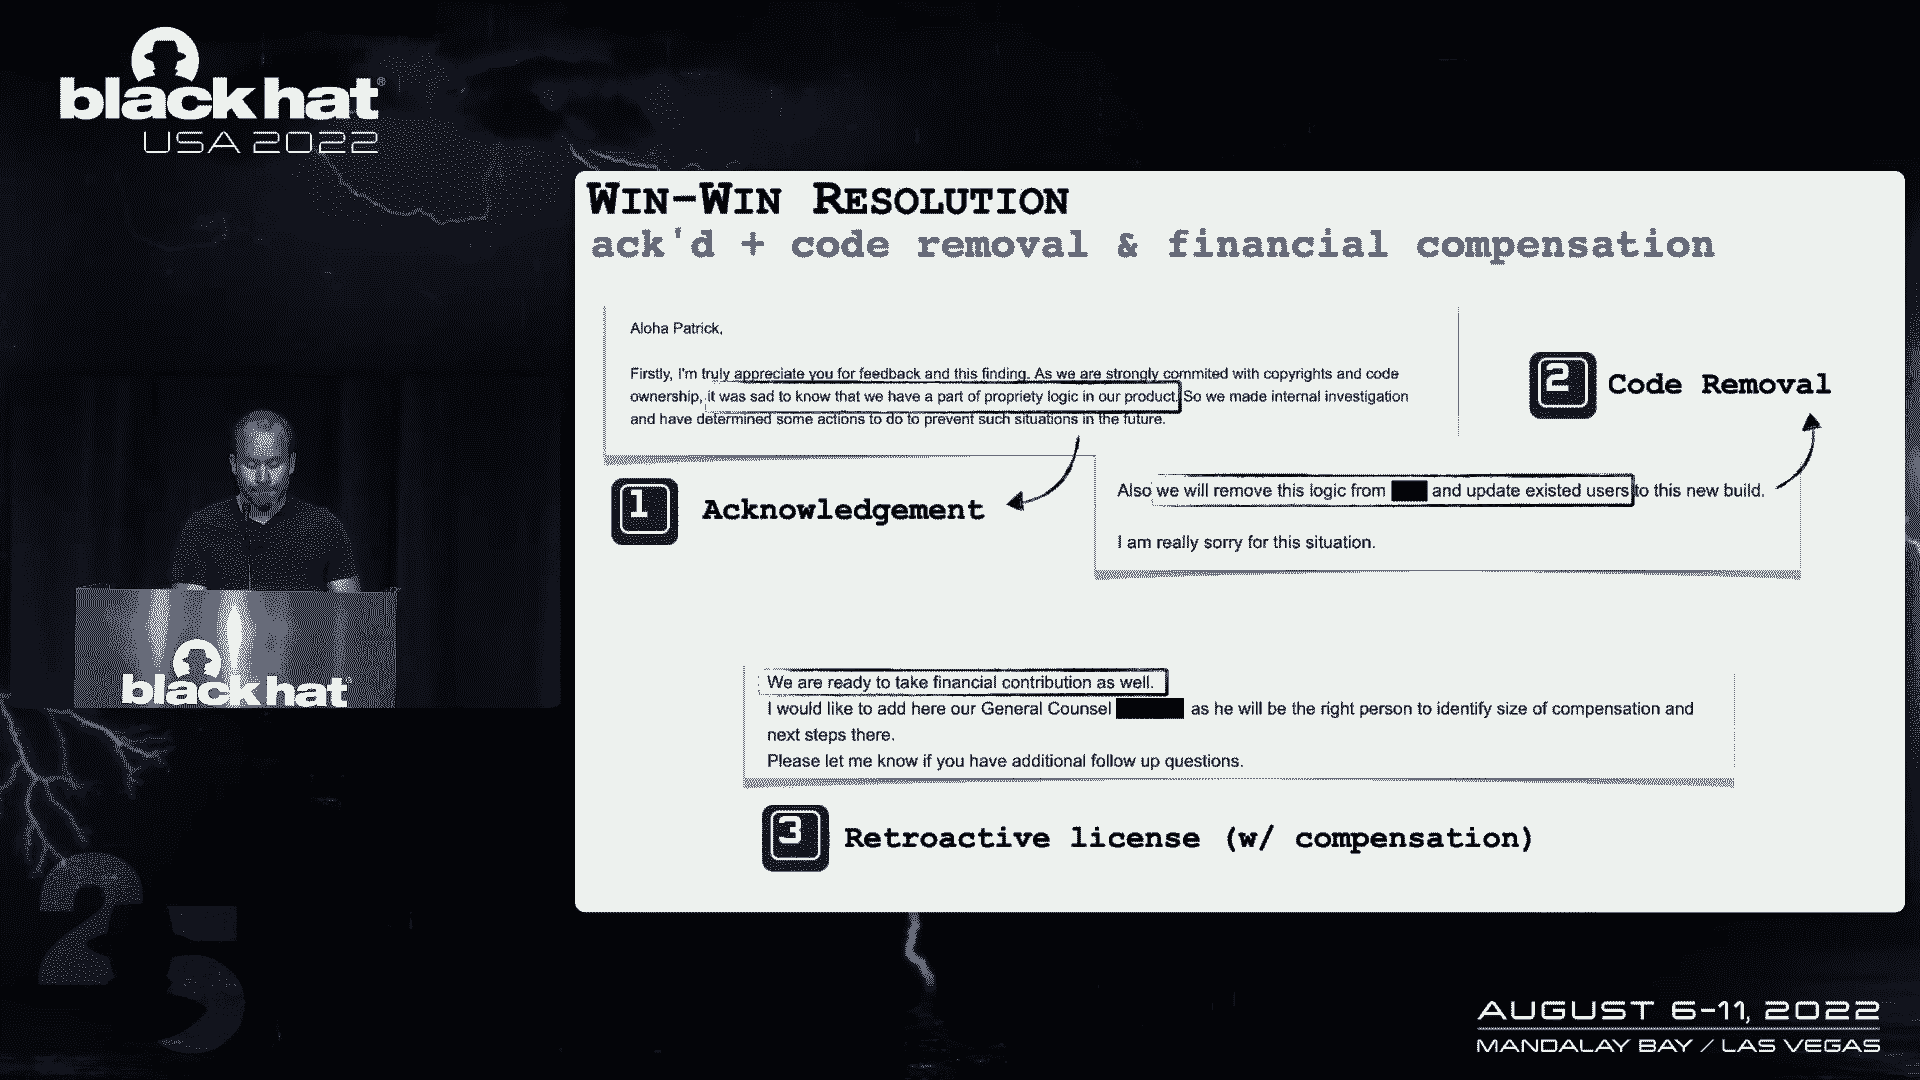 black hat®
USA 2022
Win-Win Resolution
ack'd + code removal & financial compensation
Aloha Patrick,
Firstly, I'm truly appreciate you for feedback and this finding. As we are strongly commited with copyrights and code
ownership, it was sad to know that we have a part of propriety logic in our product. So we made internal investigation
and have determined some actions to do to prevent such situations in the future.
2 Code Removal
1 Acknowledgement
Also we will remove this logic from and update existed users to this new build.
I am really sorry for this situation.
We are ready to take financial contribution as well.
I would like to add here our General Counsel as he will be the right person to identify size of compensation and
next steps there.
Please let me know if you have additional follow up questions.
3 Retroactive license (w/ compensation)
black hat
25
AUGUST 6-11, 2022
MANDALAY BAY / LAS VEGAS